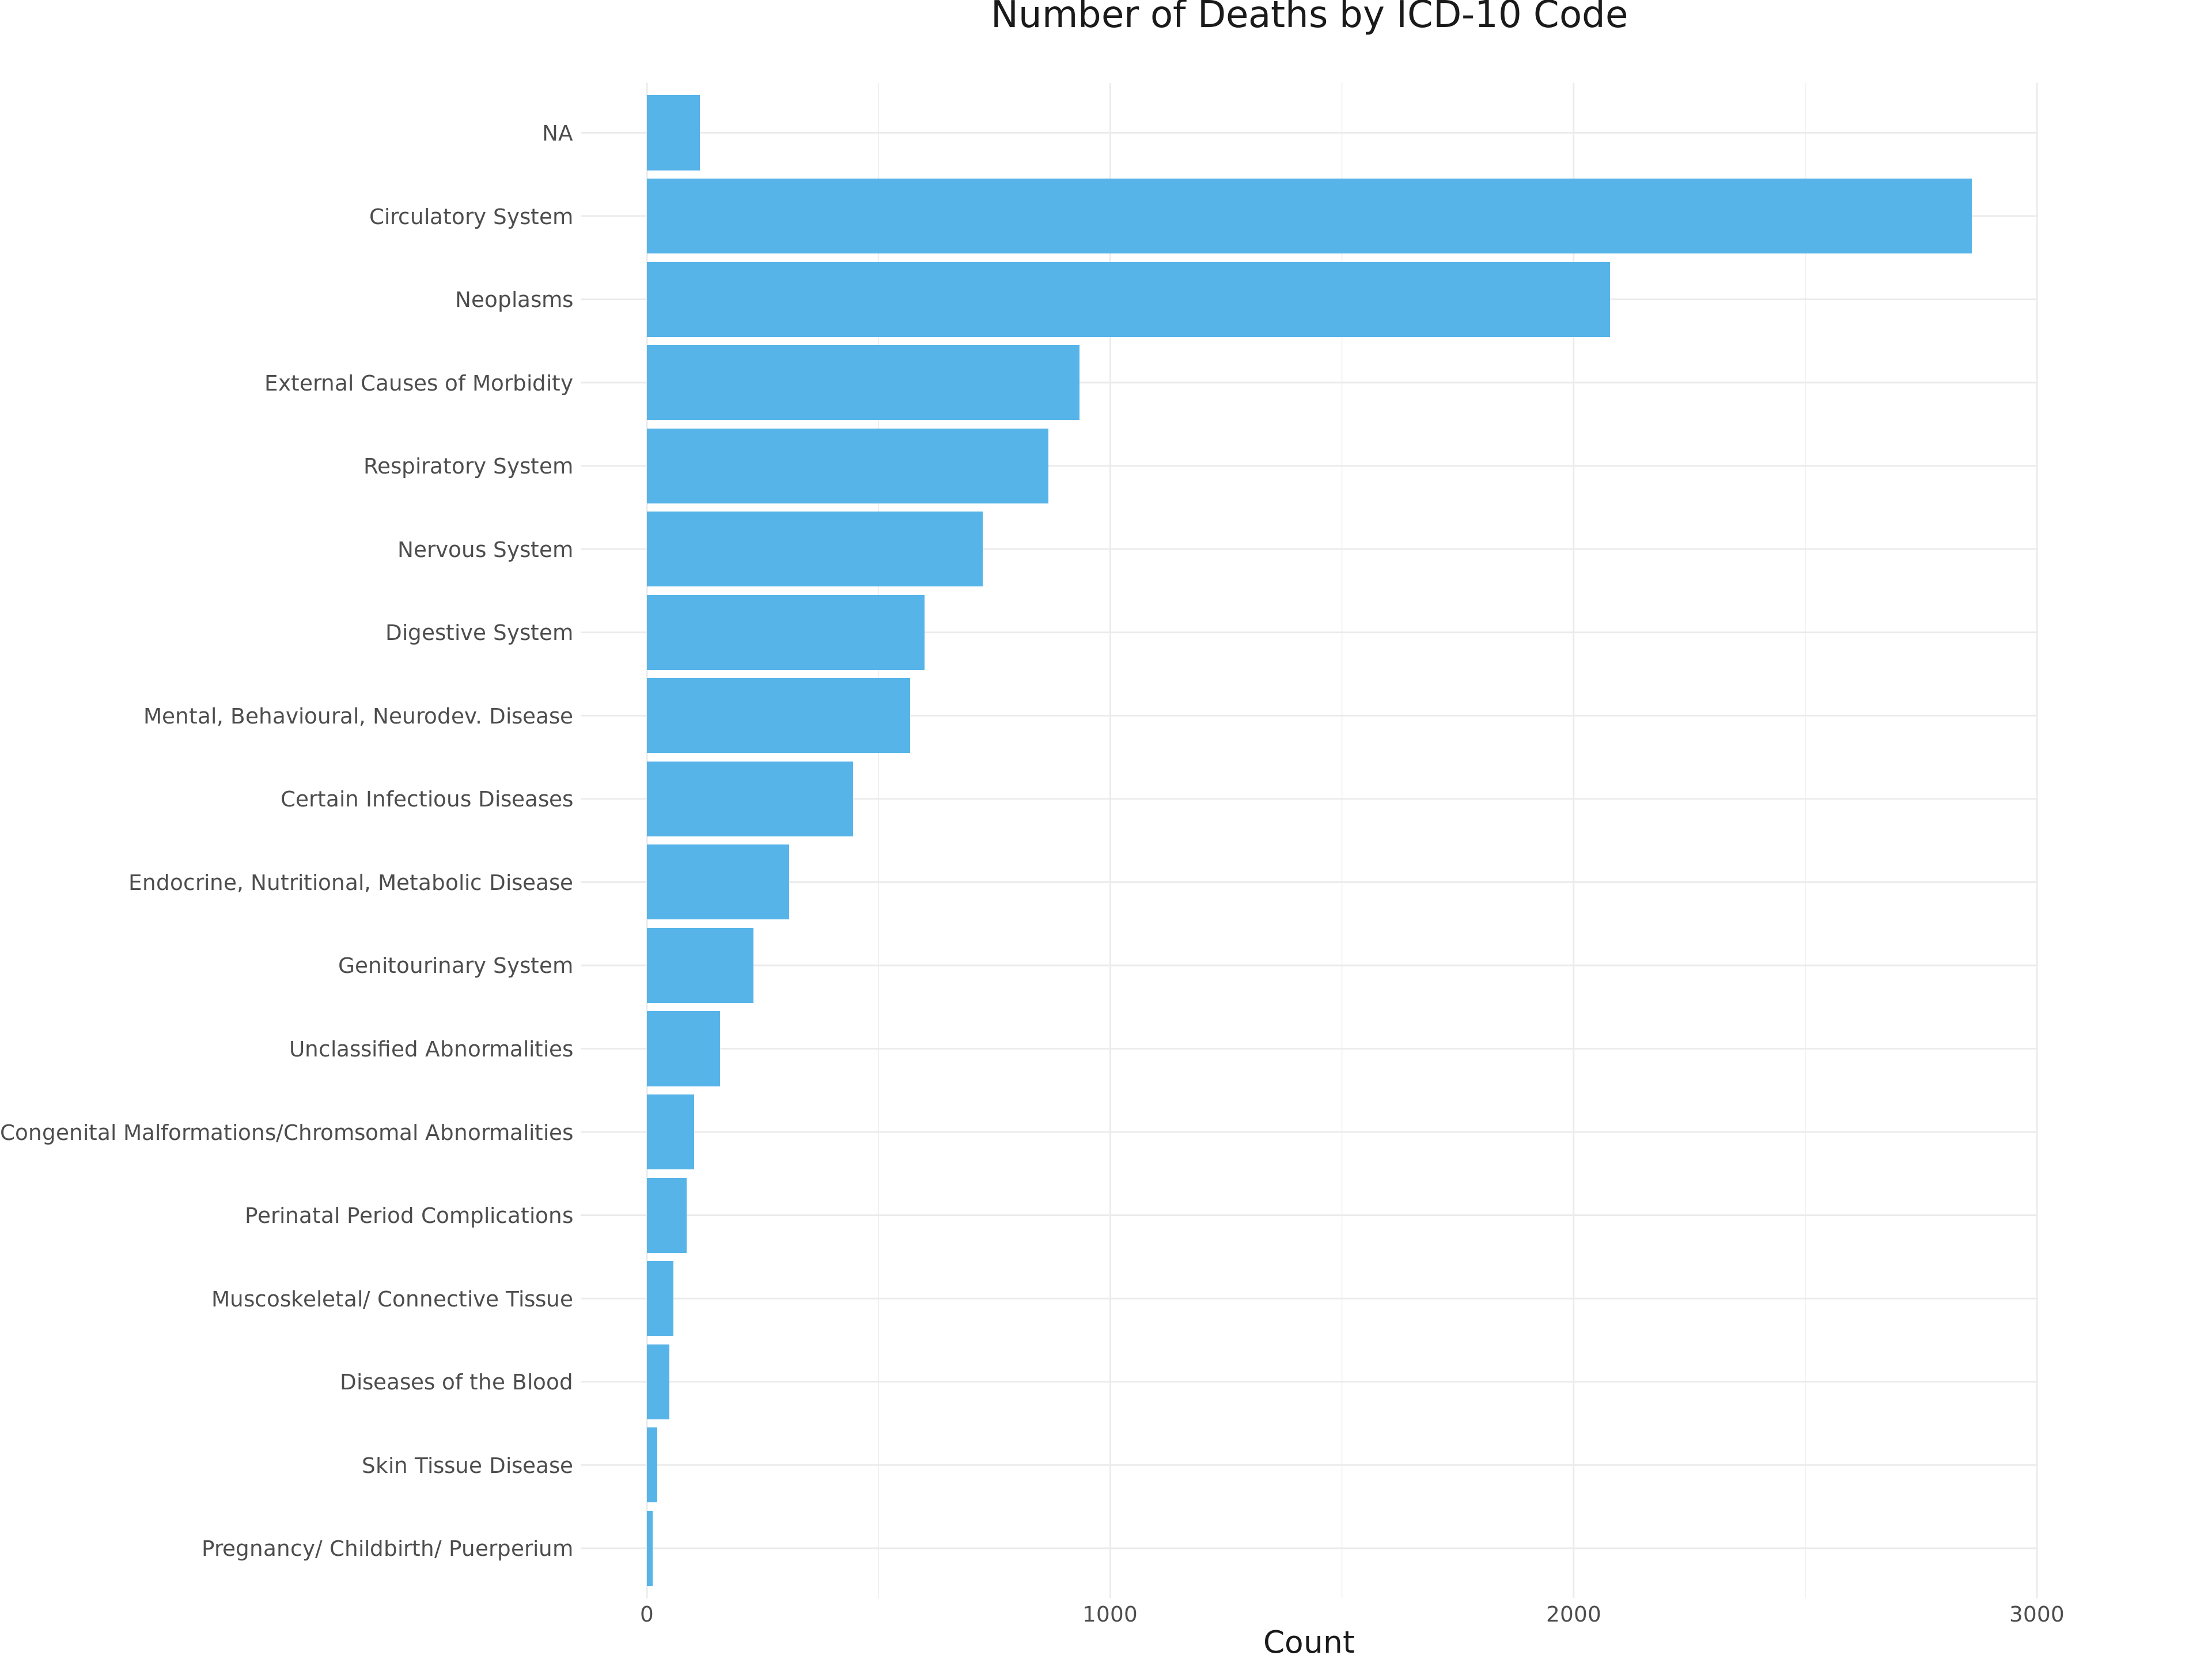 Number of Deaths by ICD-10 Code
NA
Circulatory System
Neoplasms
External Causes of Morbidity
Respiratory System
Nervous System
Digestive System
Mental, Behavioural, Neurodev. Disease
Certain Infectious Diseases
Endocrine, Nutritional, Metabolic Disease
Genitourinary System
Unclassified Abnormalities
Congenital Malformations/Chromsomal Abnormalities
Perinatal Period Complications
Muscoskeletal/ Connective Tissue
Diseases of the Blood
Skin Tissue Disease
Pregnancy/ Childbirth/ Puerperium
0 1000 2000 3000
Count